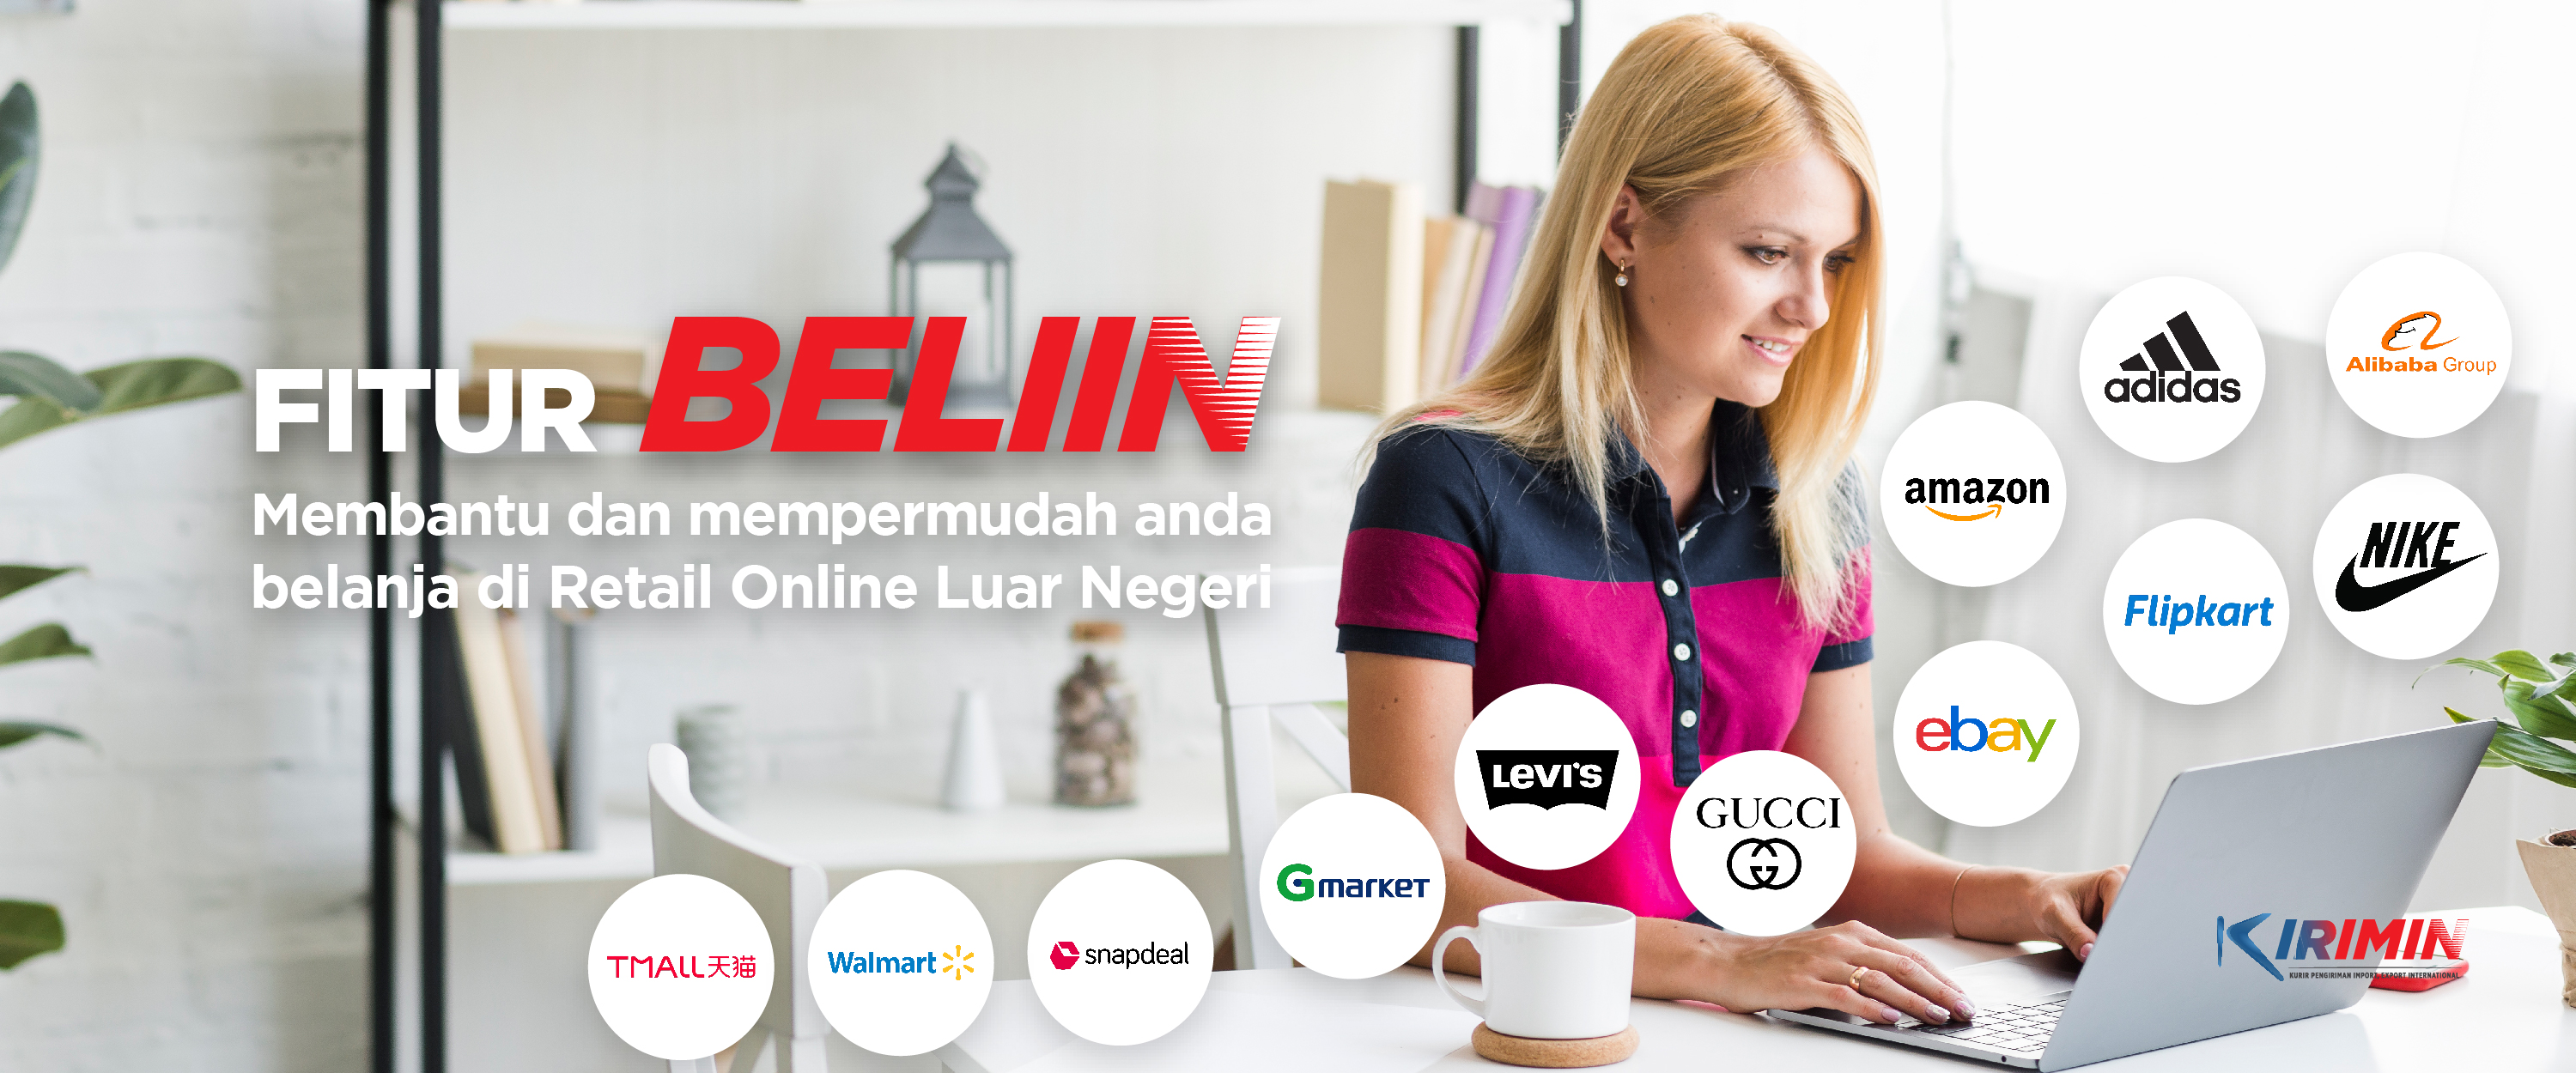 FITUR BELIIN
Membantu dan mempermudah anda
belanja di Retail Online Luar Negeri
adidas
Alibaba Group
amazon
NIKE
Flipkart
ebay
LEVI'S
GUCCI
Gmarket
snapdeal
Walmart
TMALL天猫
KIRIMIN
KURIR PENGIRIMAN IMPORT EXPORT INTERNATIONAL